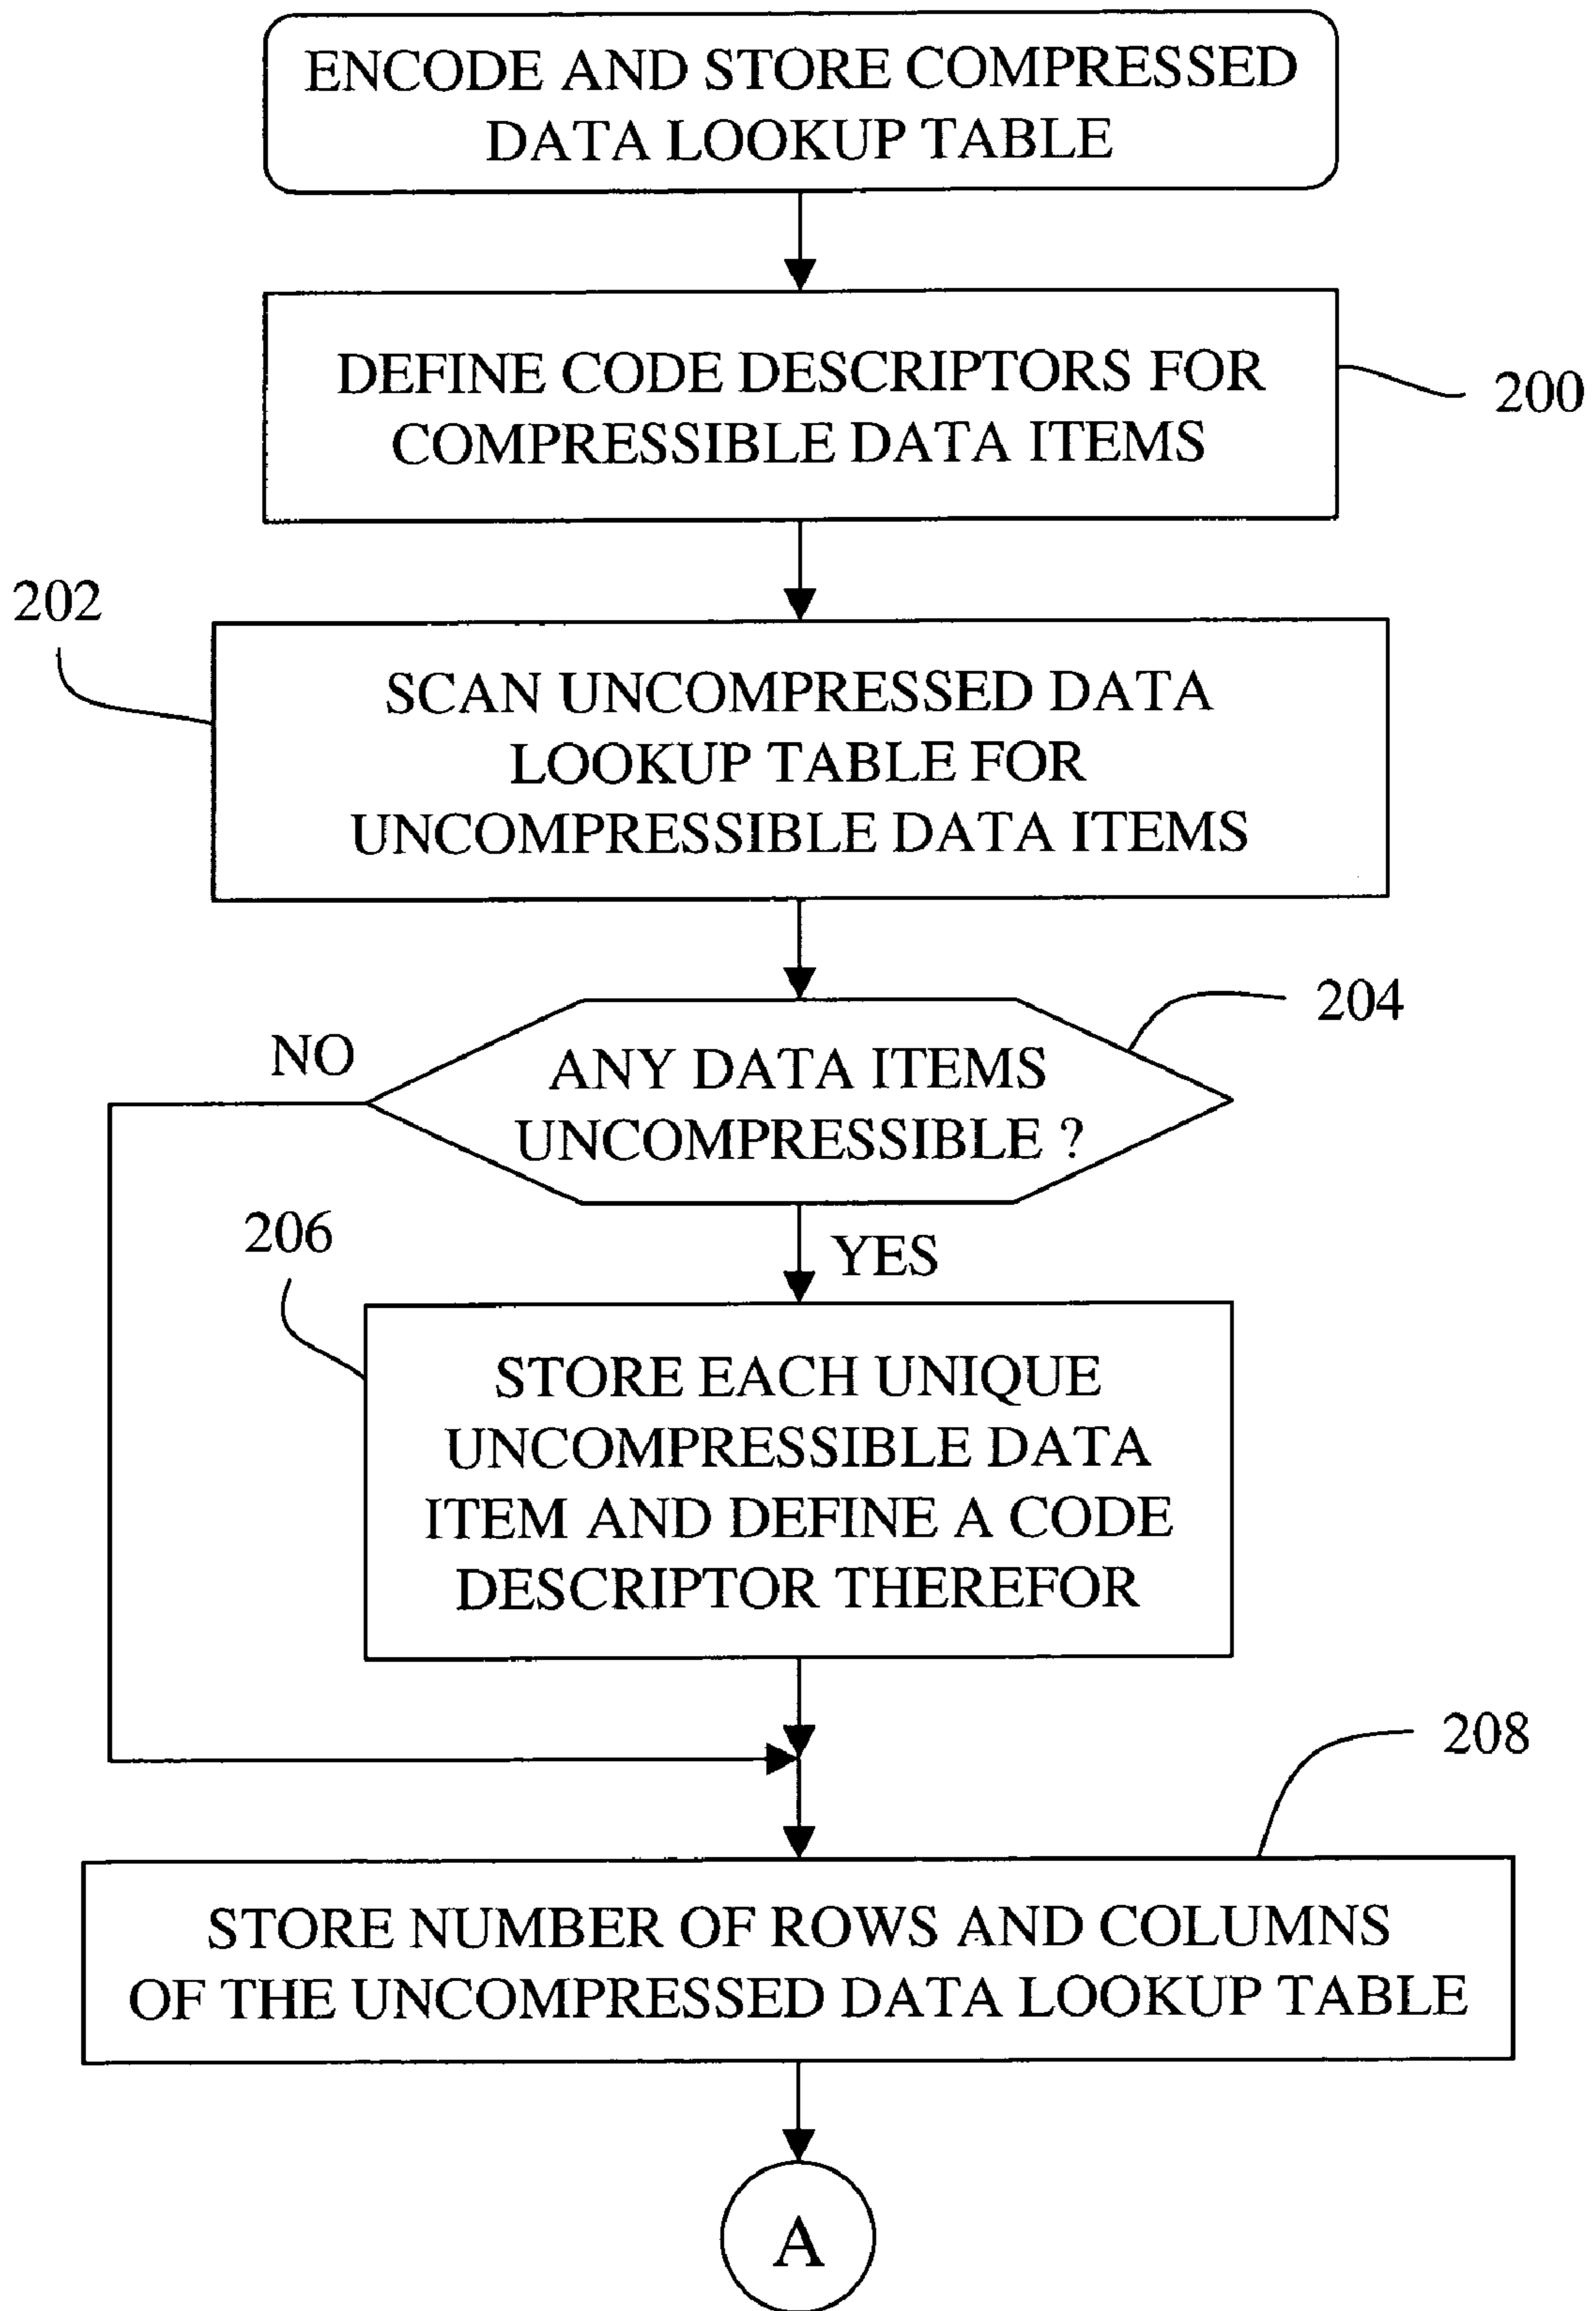 ENCODE AND STORE COMPRESSED
DATA LOOKUP TABLE
DEFINE CODE DESCRIPTORS FOR
COMPRESSIBLE DATA ITEMS
200
202
SCAN UNCOMPRESSED DATA
LOOKUP TABLE FOR
UNCOMPRESSIBLE DATA ITEMS
204
NO
ANY DATA ITEMS
UNCOMPRESSIBLE ?
206
YES
STORE EACH UNIQUE
UNCOMPRESSIBLE DATA
ITEM AND DEFINE A CODE
DESCRIPTOR THEREFOR
208
STORE NUMBER OF ROWS AND COLUMNS
OF THE UNCOMPRESSED DATA LOOKUP TABLE
A